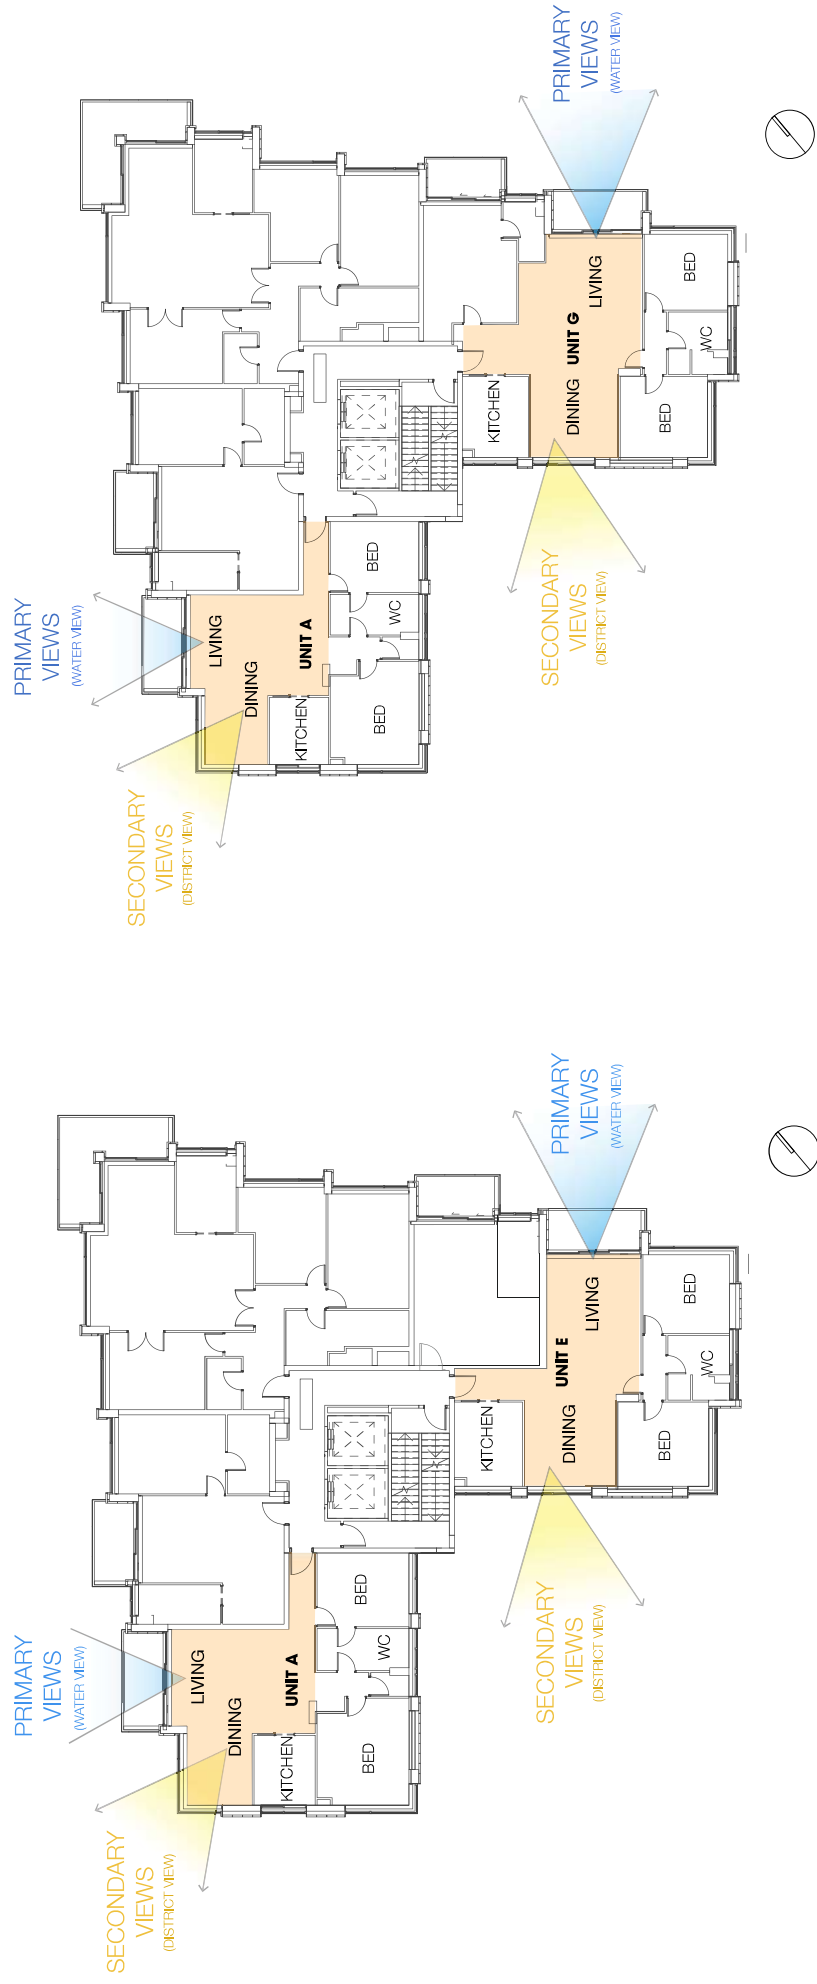 PRIMARY
VIEWS
(WATER VIEW)
LIVING
BED
UNIT G
WC
DINING
KITCHEN
BED
SECONDARY
VIEWS
(DISTRICT VIEW)
PRIMARY
VIEWS
(WATER VIEW)
BED
WC
LIVING
UNIT A
DINING
KITCHEN
BED
SECONDARY
VIEWS
(DISTRICT VIEW)
PRIMARY
VIEWS
(WATER VIEW)
LIVING
BED
UNIT E
WC
DINING
KITCHEN
BED
SECONDARY
VIEWS
(DISTRICT VIEW)
PRIMARY
VIEWS
(WATER VIEW)
BED
WC
LIVING
UNIT A
DINING
KITCHEN
BED
SECONDARY
VIEWS
(DISTRICT VIEW)